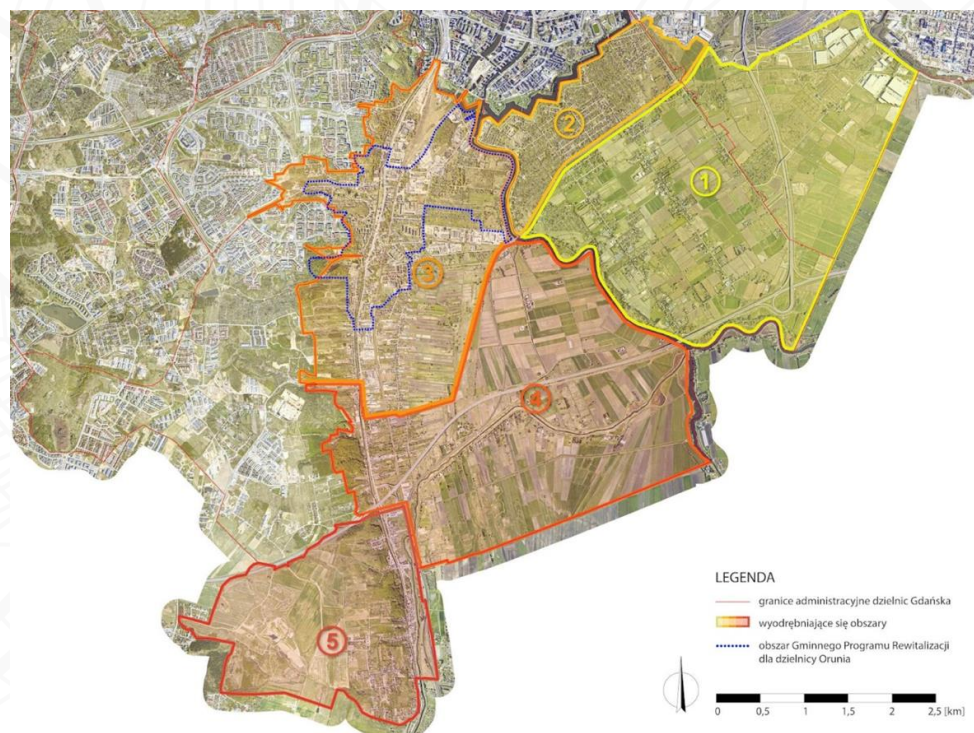 2
1
3
4
5
LEGENDA
granice administracyjne dzielnic Gdańska
wyodrębniające się obszary
obszar Gminnego Programu Rewitalizacji
dla dzielnicy Orunia
0 0,5 1 1,5 2 2,5 [km]